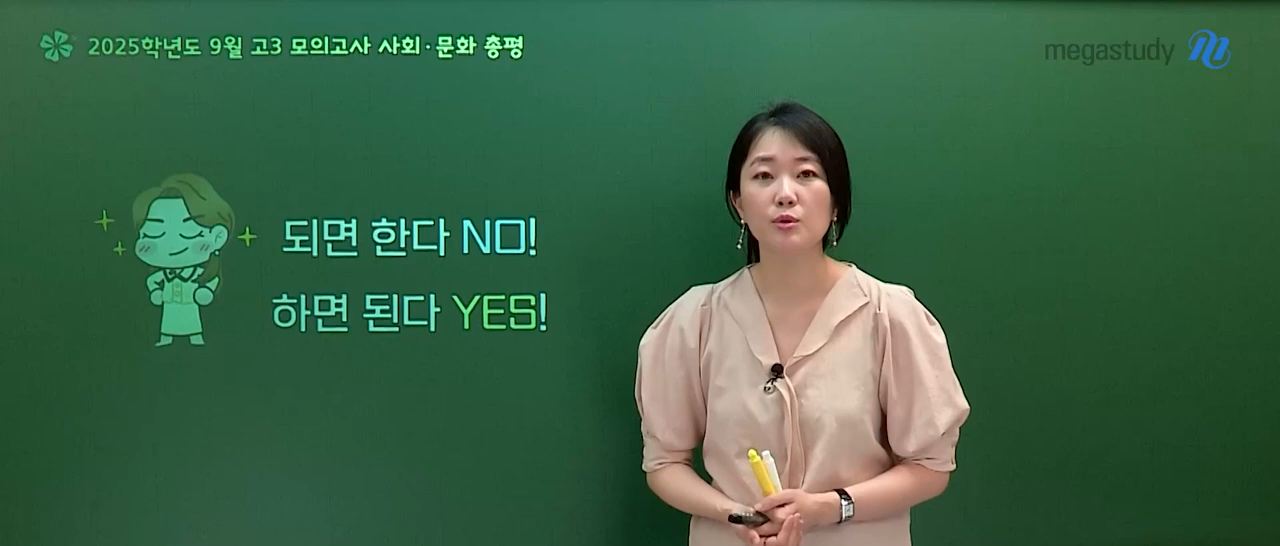 2025학년도 9월 고3 모의고사 사회·문화 총평
megastudy
되면 한다 NO!
하면 된다 YES!